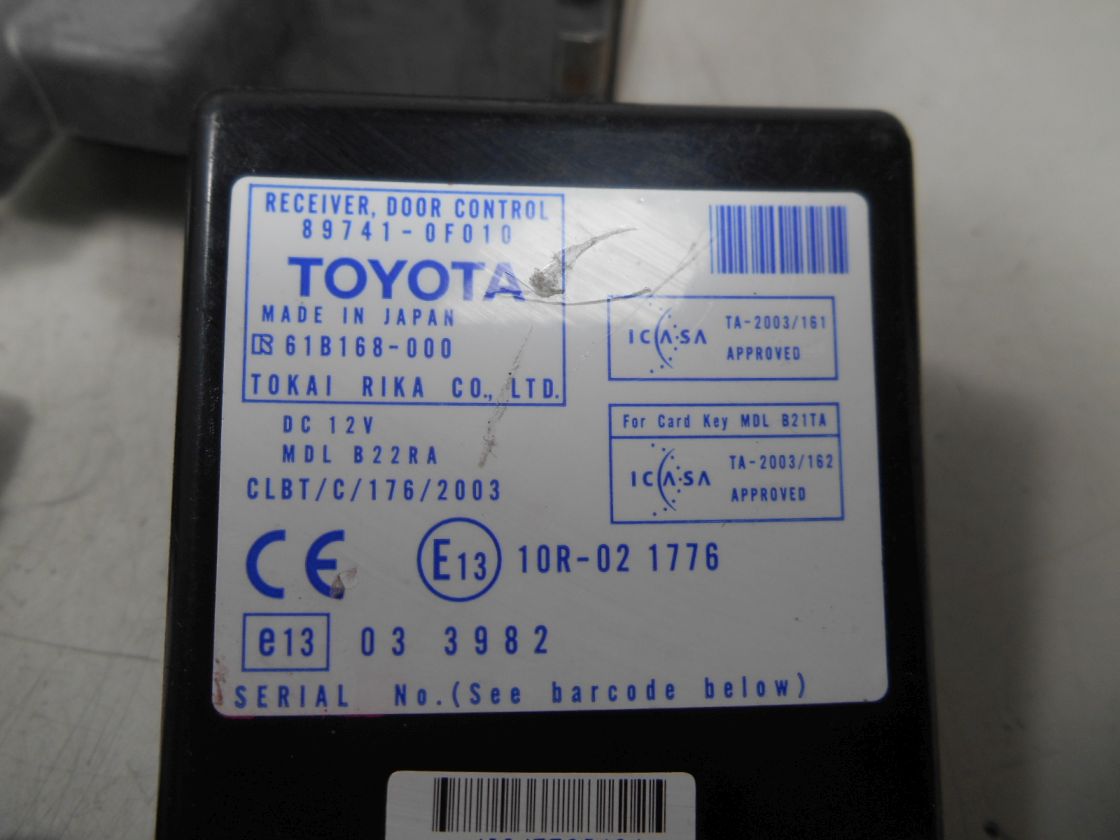 RECEIVER, DOOR CONTROL
89741-0F010
TOYOTA
MADE IN JAPAN
61B168-000
TOKAI RIKA CO., LTD.
DC 12V
MDL B22RA
CLBT/C/176/2003
CE
E13 10R-02 1776
e13 03 3982
SERIAL No.(See barcode below)
ICASA
TA-2003/161
APPROVED
For Card Key MDL B21TA
ICASA
TA-2003/162
APPROVED